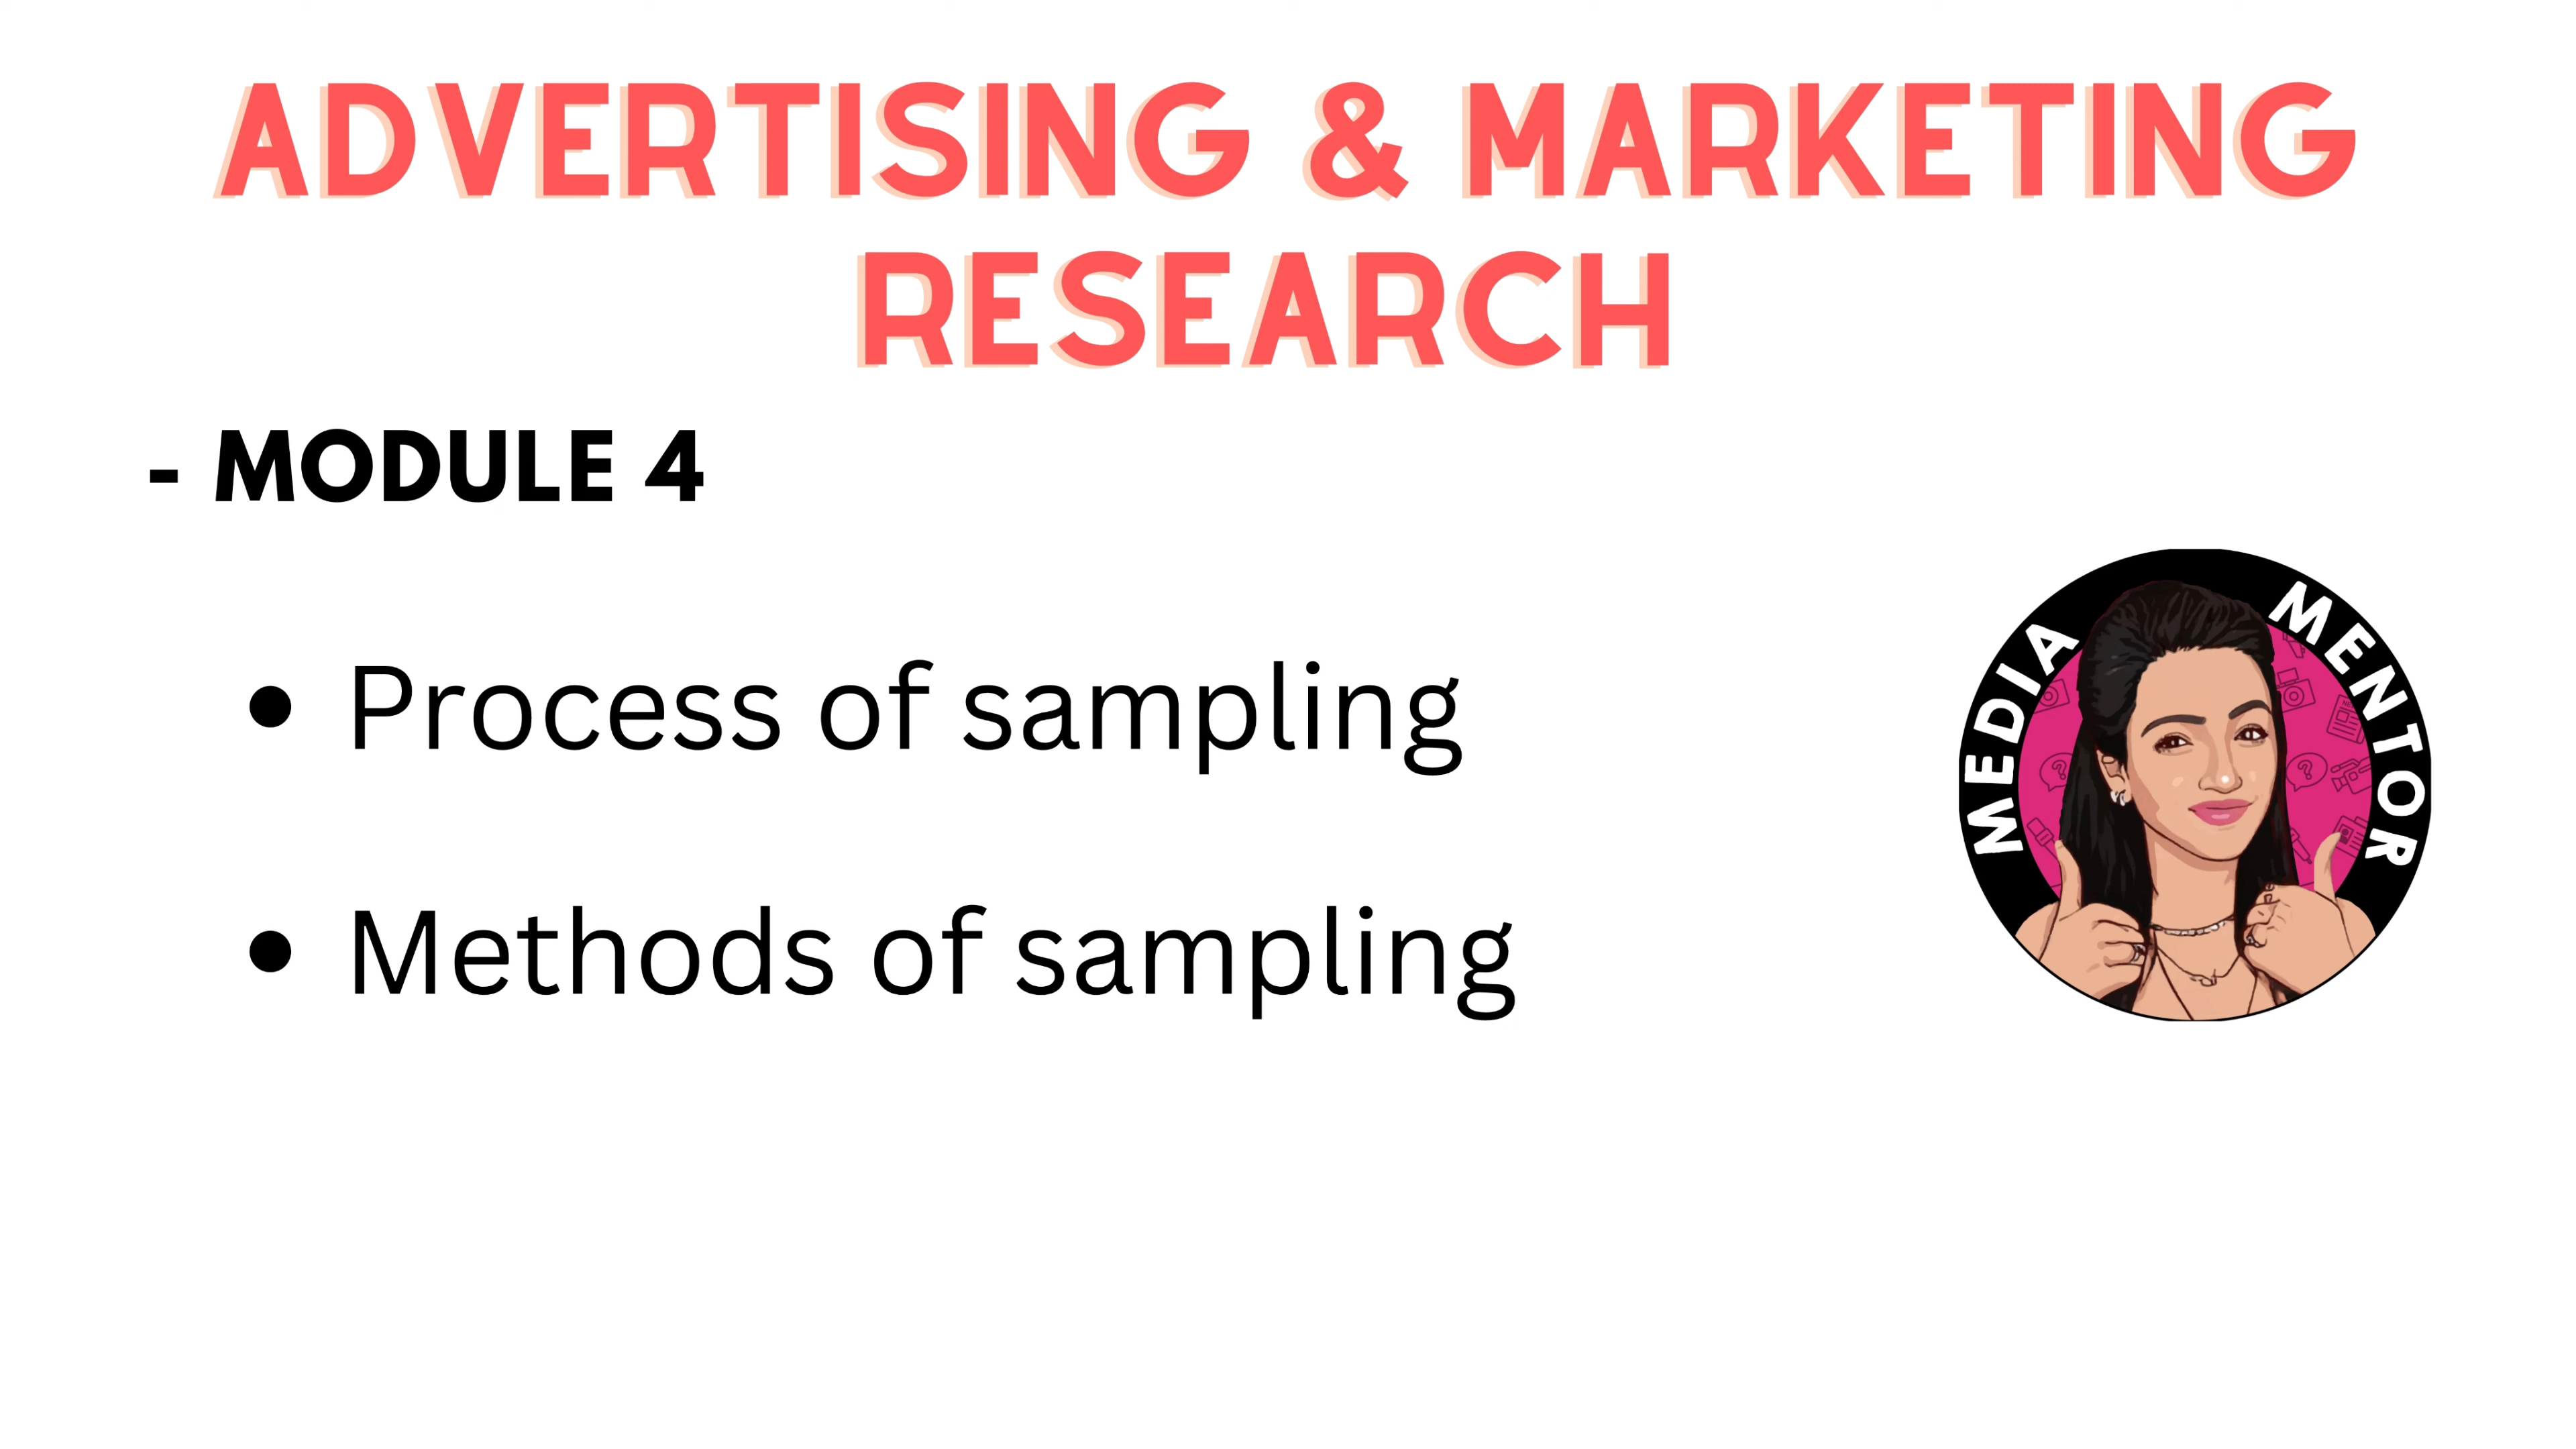 ADVERTISING & MARKETING
RESEARCH
- MODULE 4
• Process of sampling
• Methods of sampling
MEDIA MENTOR